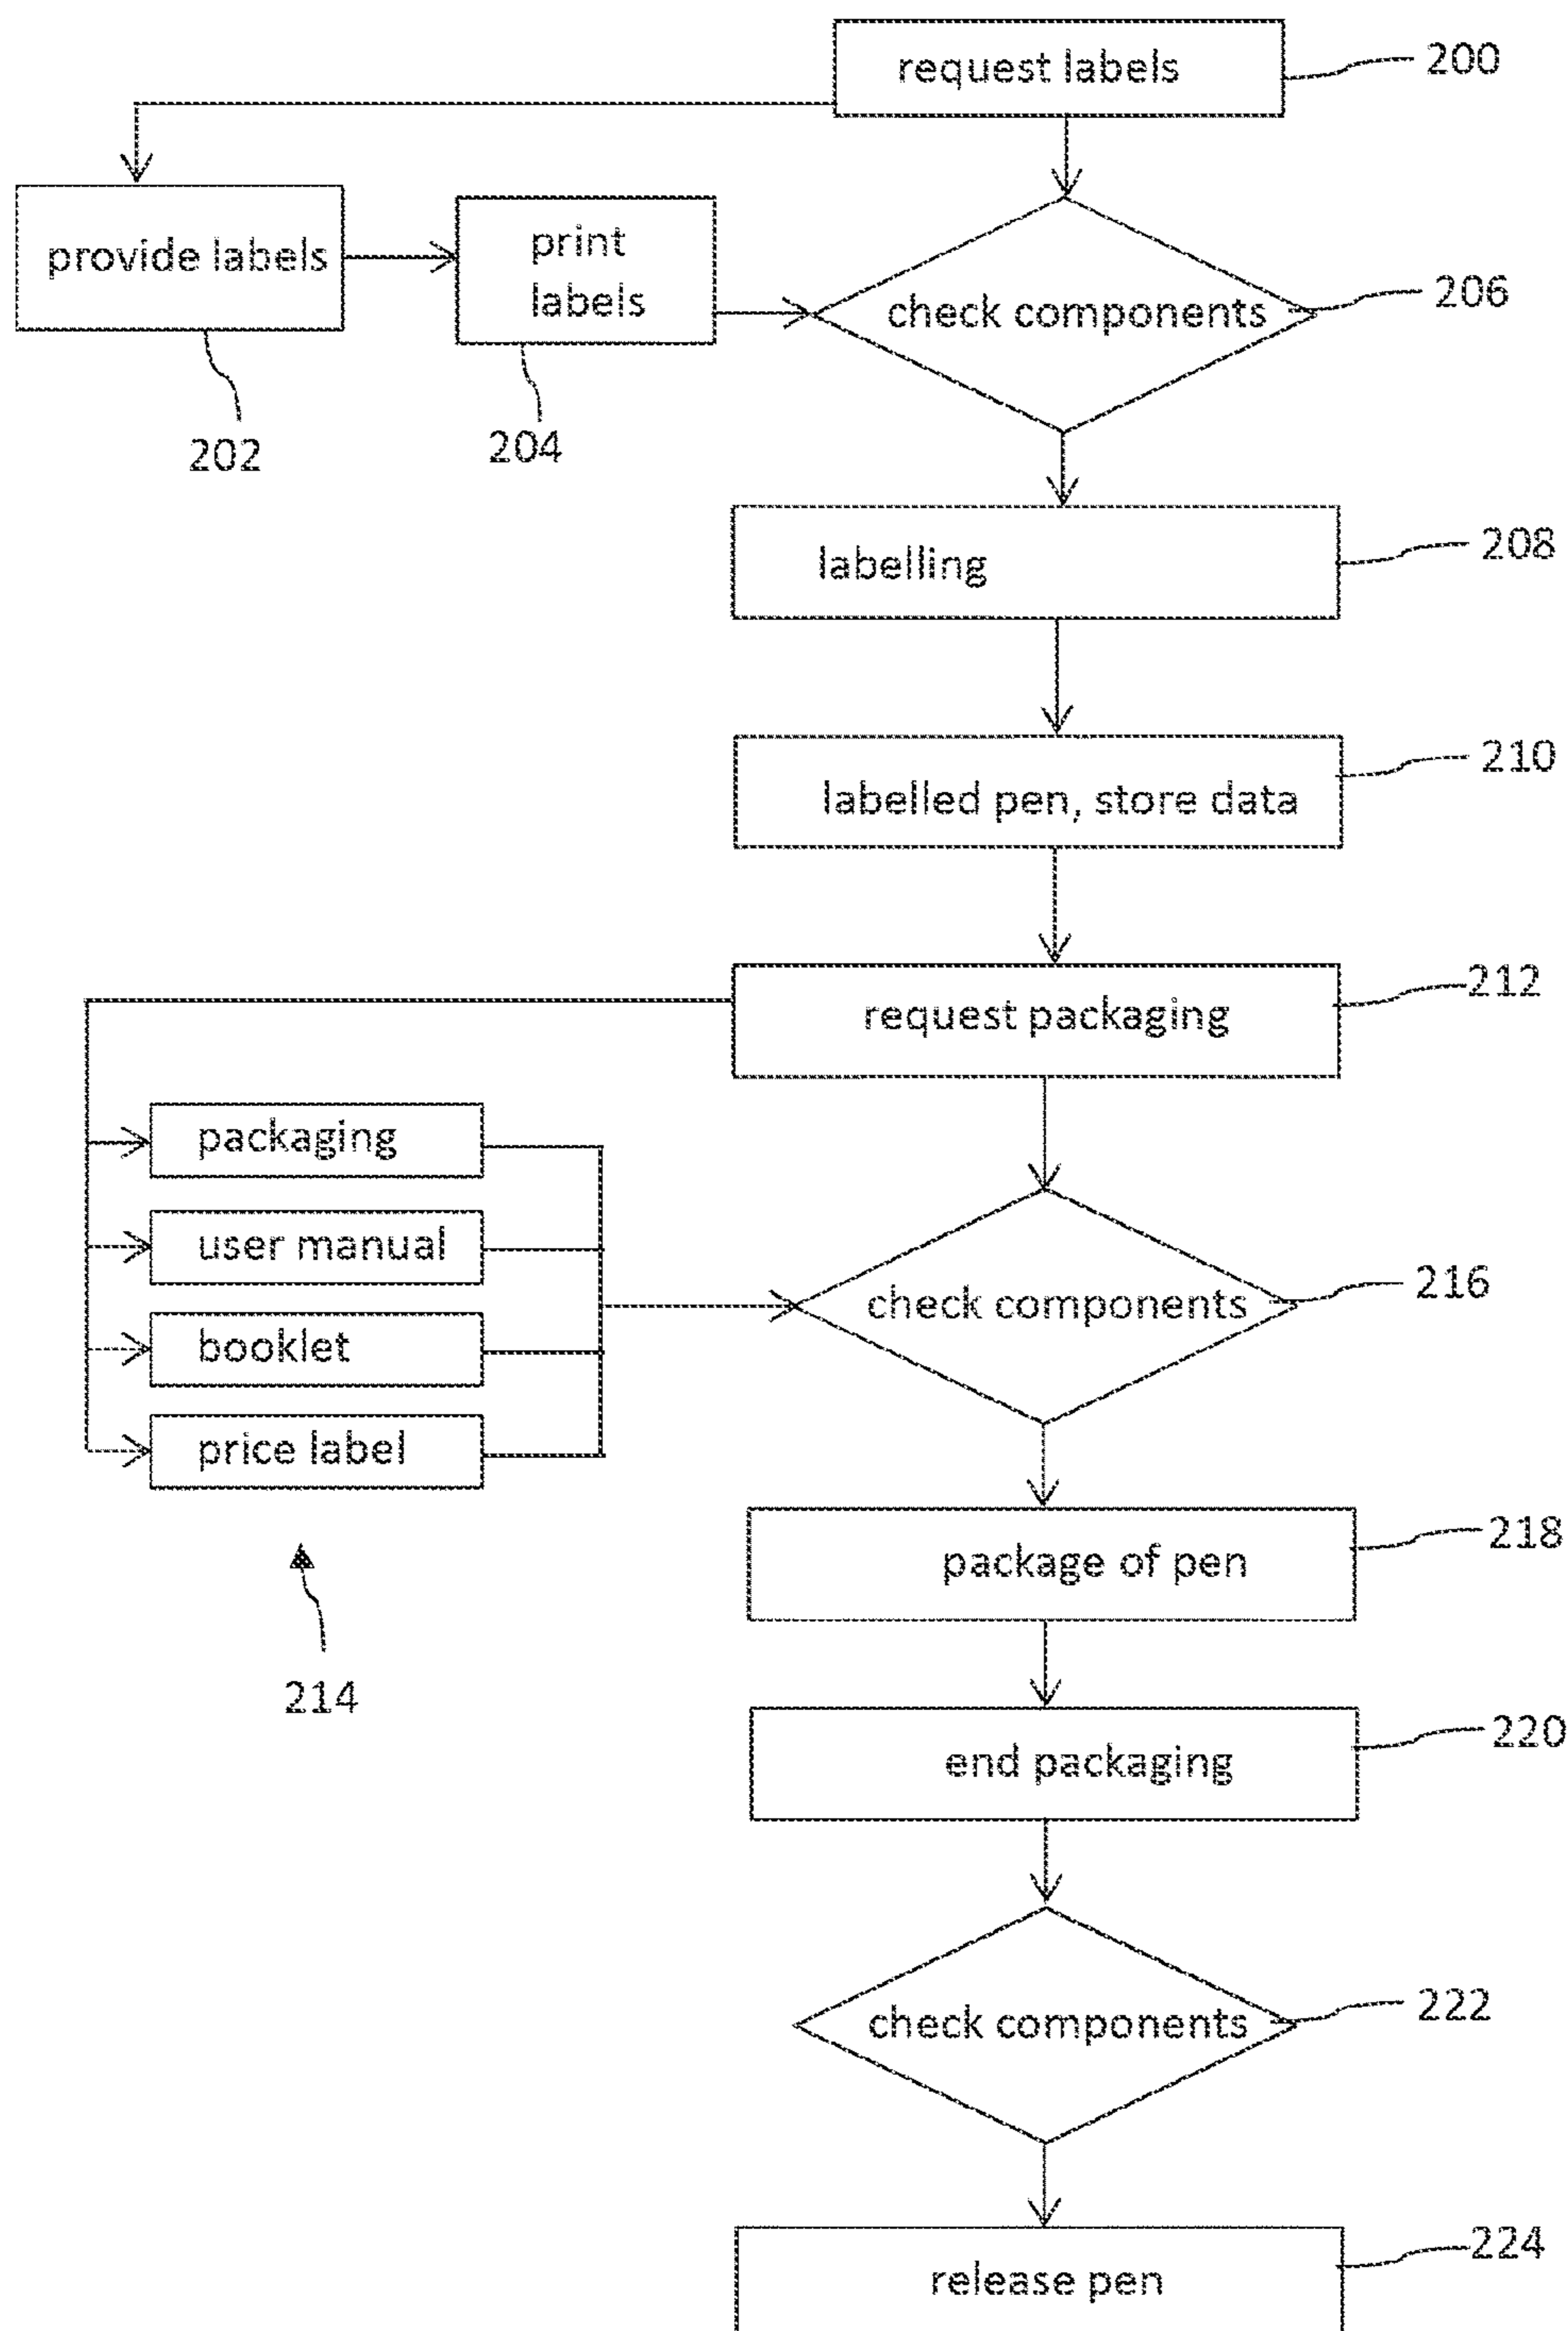 request labels
200
provide labels
print
labels
check components
206
202
204
labelling
208
labelled pen, store data
210
request packaging
212
packaging
user manual
booklet
price label
check components
216
214
package of pen
218
end packaging
220
check components
222
release pen
224